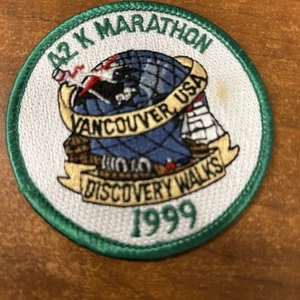 42 K MARATHON
VANCOUVER, USA
DISCOVERY WALKS
1999